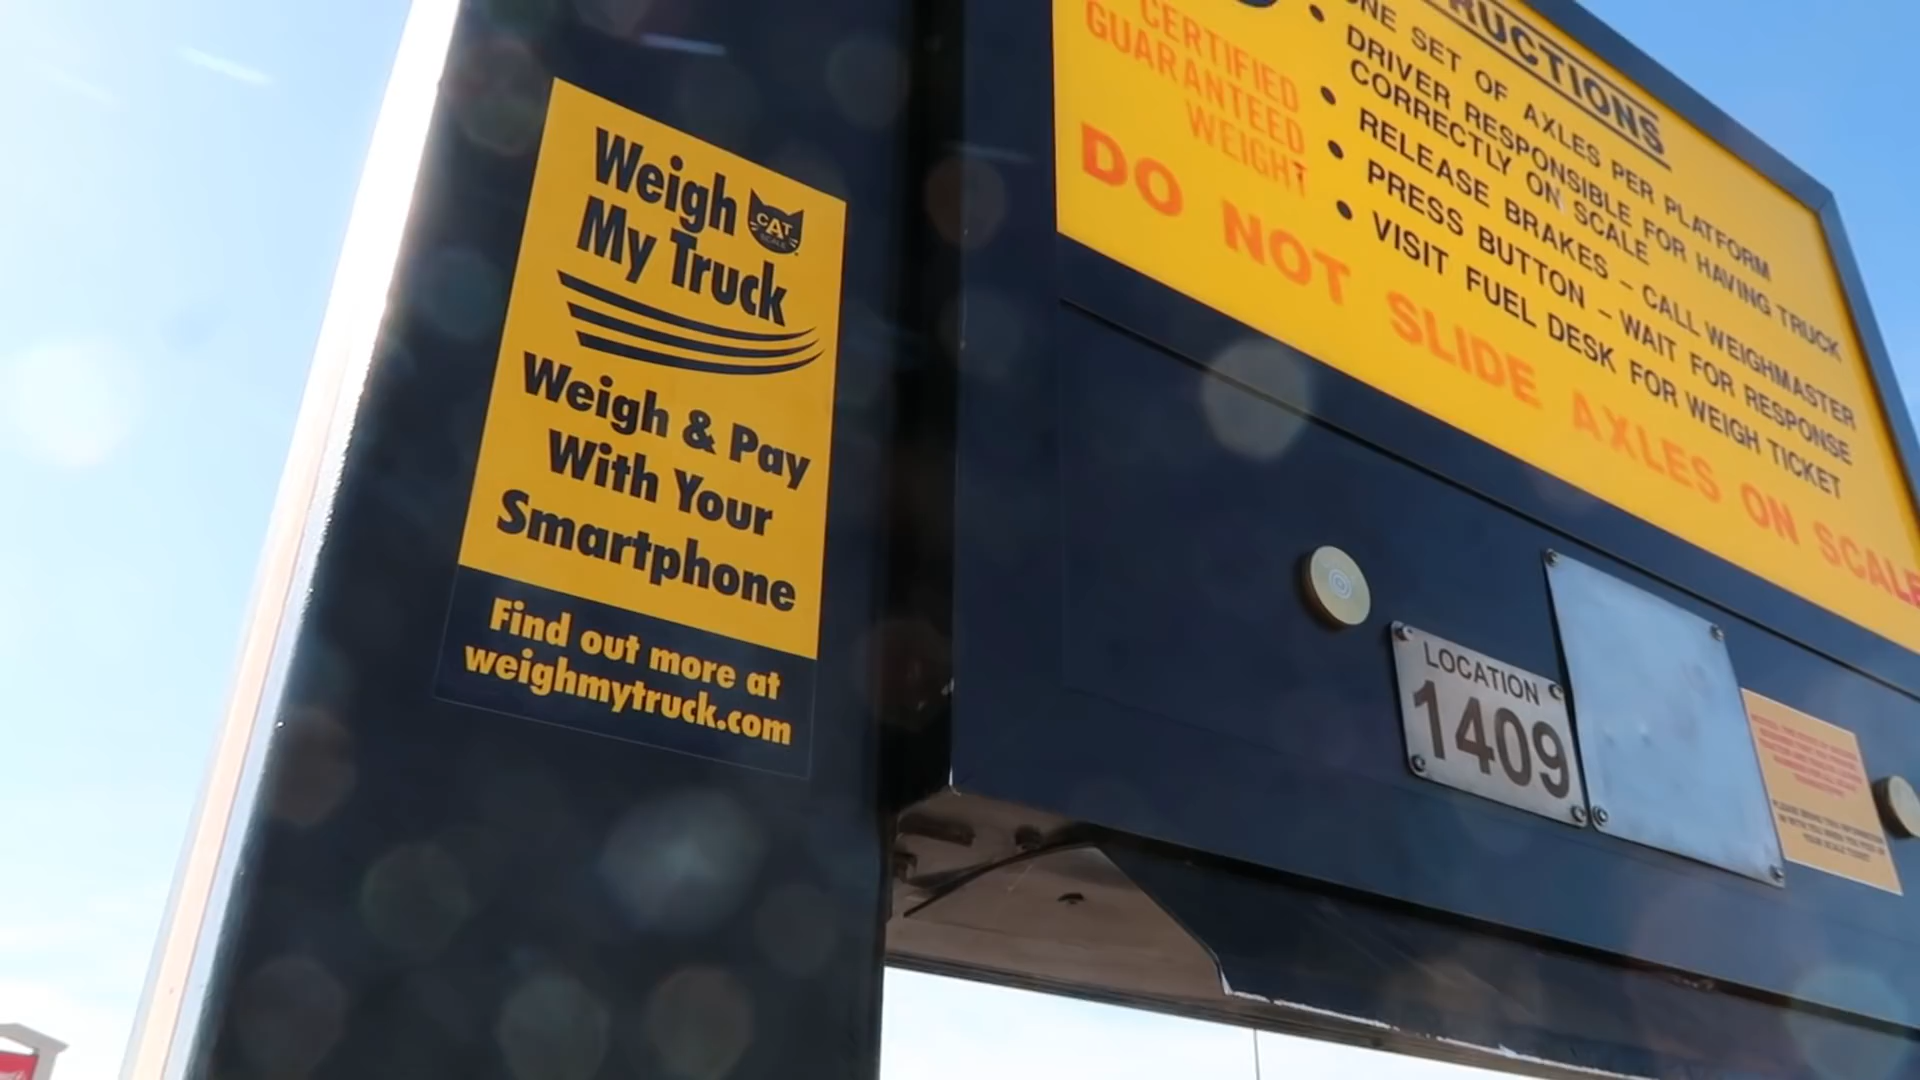 Weigh
My Truck
CAT
SCALE
Weigh & Pay
With Your
Smartphone
Find out more at
weighmytruck.com
CERTIFIED
GUARANTEED
WEIGHT
ONE SET OF AXLES PER PLATFORM
• DRIVER RESPONSIBLE FOR HAVING TRUCK
CORRECTLY ON SCALE
• RELEASE BRAKES – CALL WEIGHMASTER
• PRESS BUTTON – WAIT FOR RESPONSE
• VISIT FUEL DESK FOR WEIGH TICKET
DO NOT SLIDE AXLES ON SCALE
LOCATION
1409